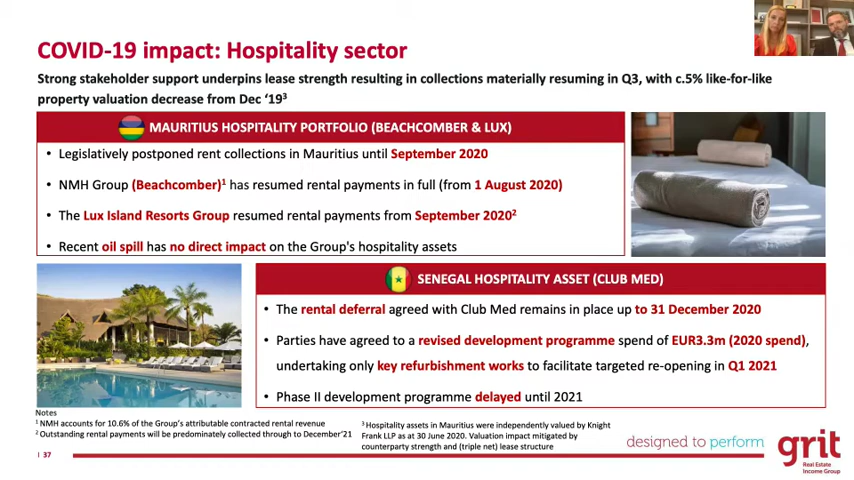 COVID-19 impact: Hospitality sector
Strong stakeholder support underpins lease strength resulting in collections materially resuming in Q3, with c.5% like-for-like
property valuation decrease from Dec '19³
MAURITIUS HOSPITALITY PORTFOLIO (BEACHCOMBER & LUX)
• Legislatively postponed rent collections in Mauritius until September 2020
• NMH Group (Beachcomber)¹ has resumed rental payments in full (from 1 August 2020)
• The Lux Island Resorts Group resumed rental payments from September 2020²
• Recent oil spill has no direct impact on the Group's hospitality assets
SENEGAL HOSPITALITY ASSET (CLUB MED)
• The rental deferral agreed with Club Med remains in place up to 31 December 2020
• Parties have agreed to a revised development programme spend of EUR3.3m (2020 spend),
undertaking only key refurbishment works to facilitate targeted re-opening in Q1 2021
• Phase II development programme delayed until 2021
Notes
¹ NMH accounts for 10.6% of the Group's attributable contracted rental revenue
² Outstanding rental payments will be predominately collected through to December'21
³ Hospitality assets in Mauritius were independently valued by Knight
Frank LLP as at 30 June 2020. Valuation impact mitigated by
counterparty strength and (triple net) lease structure
designed to perform
grit
Real Estate
Income Group
| 37